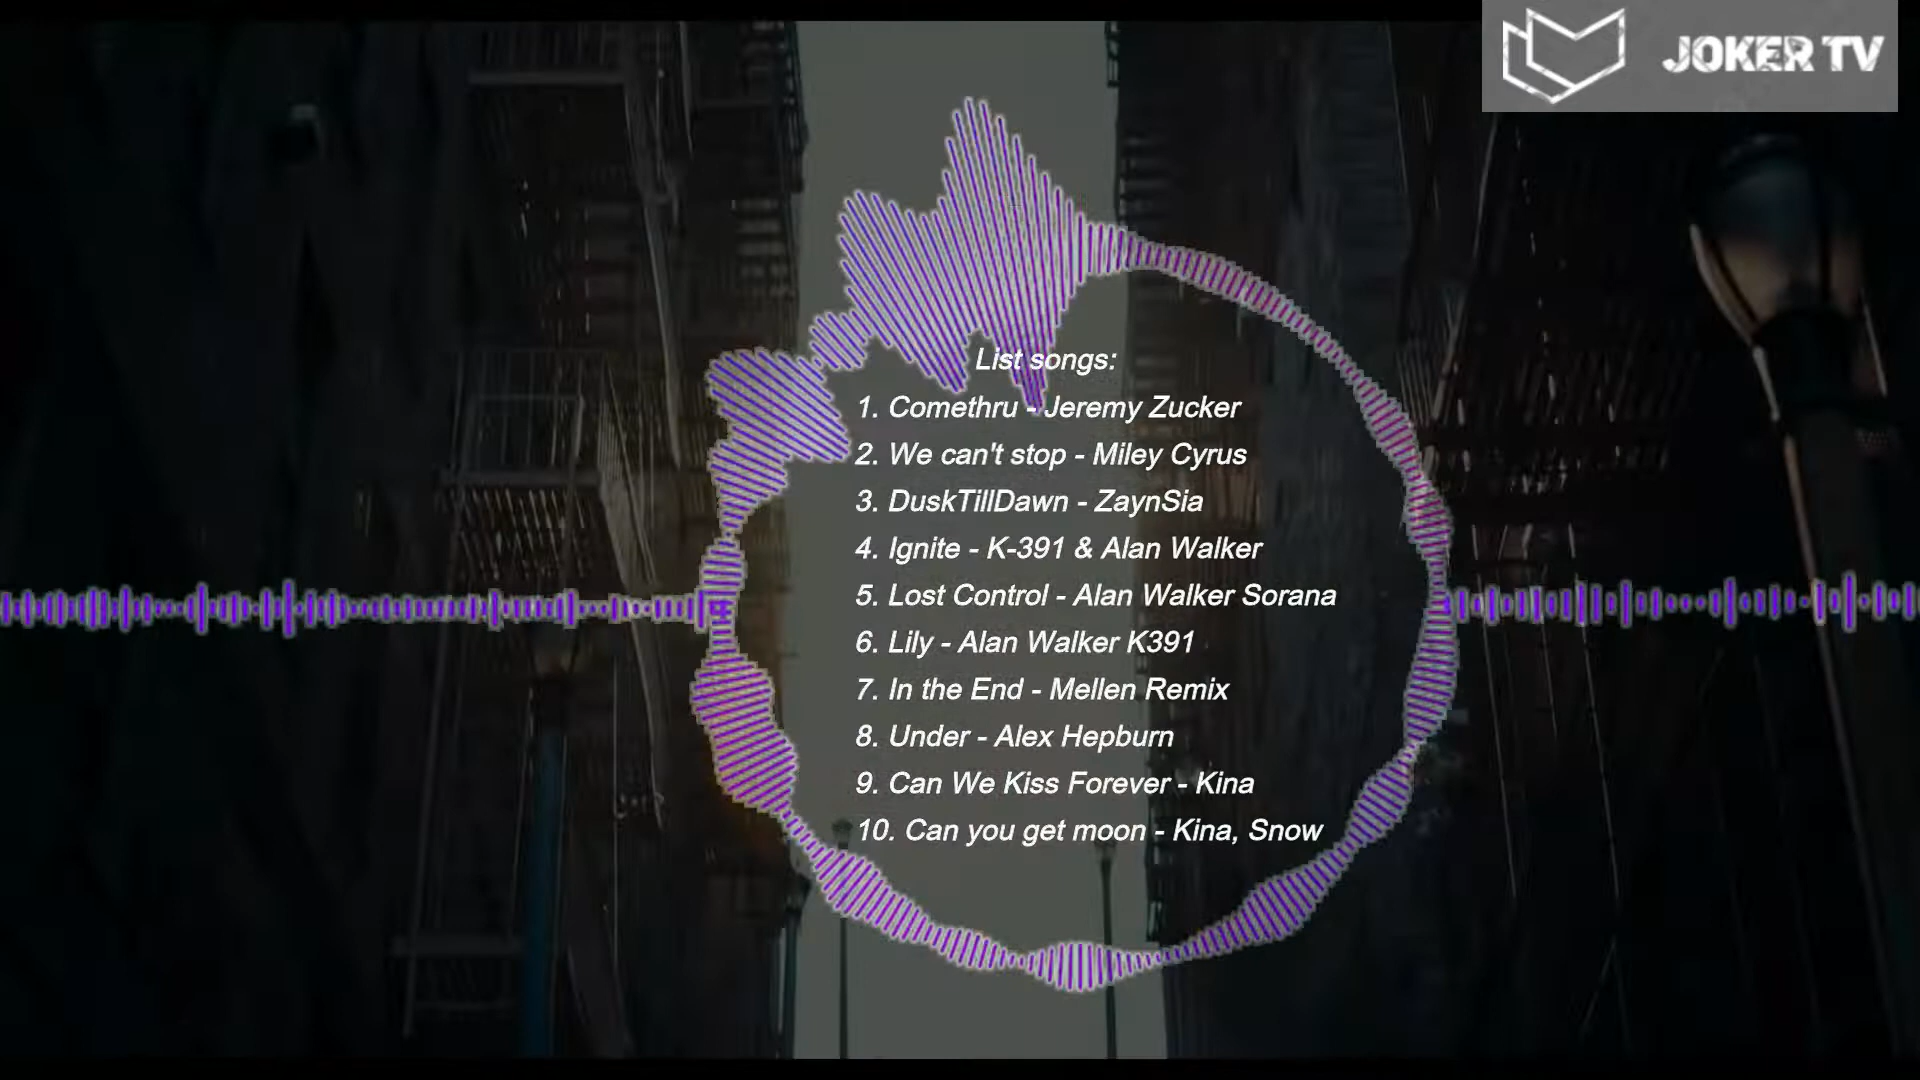 JOKER TV
List songs:
1. Comethru - Jeremy Zucker
2. We can't stop - Miley Cyrus
3. DuskTillDawn - ZaynSia
4. Ignite - K-391 & Alan Walker
5. Lost Control - Alan Walker Sorana
6. Lily - Alan Walker K391
7. In the End - Mellen Remix
8. Under - Alex Hepburn
9. Can We Kiss Forever - Kina
10. Can you get moon - Kina, Snow